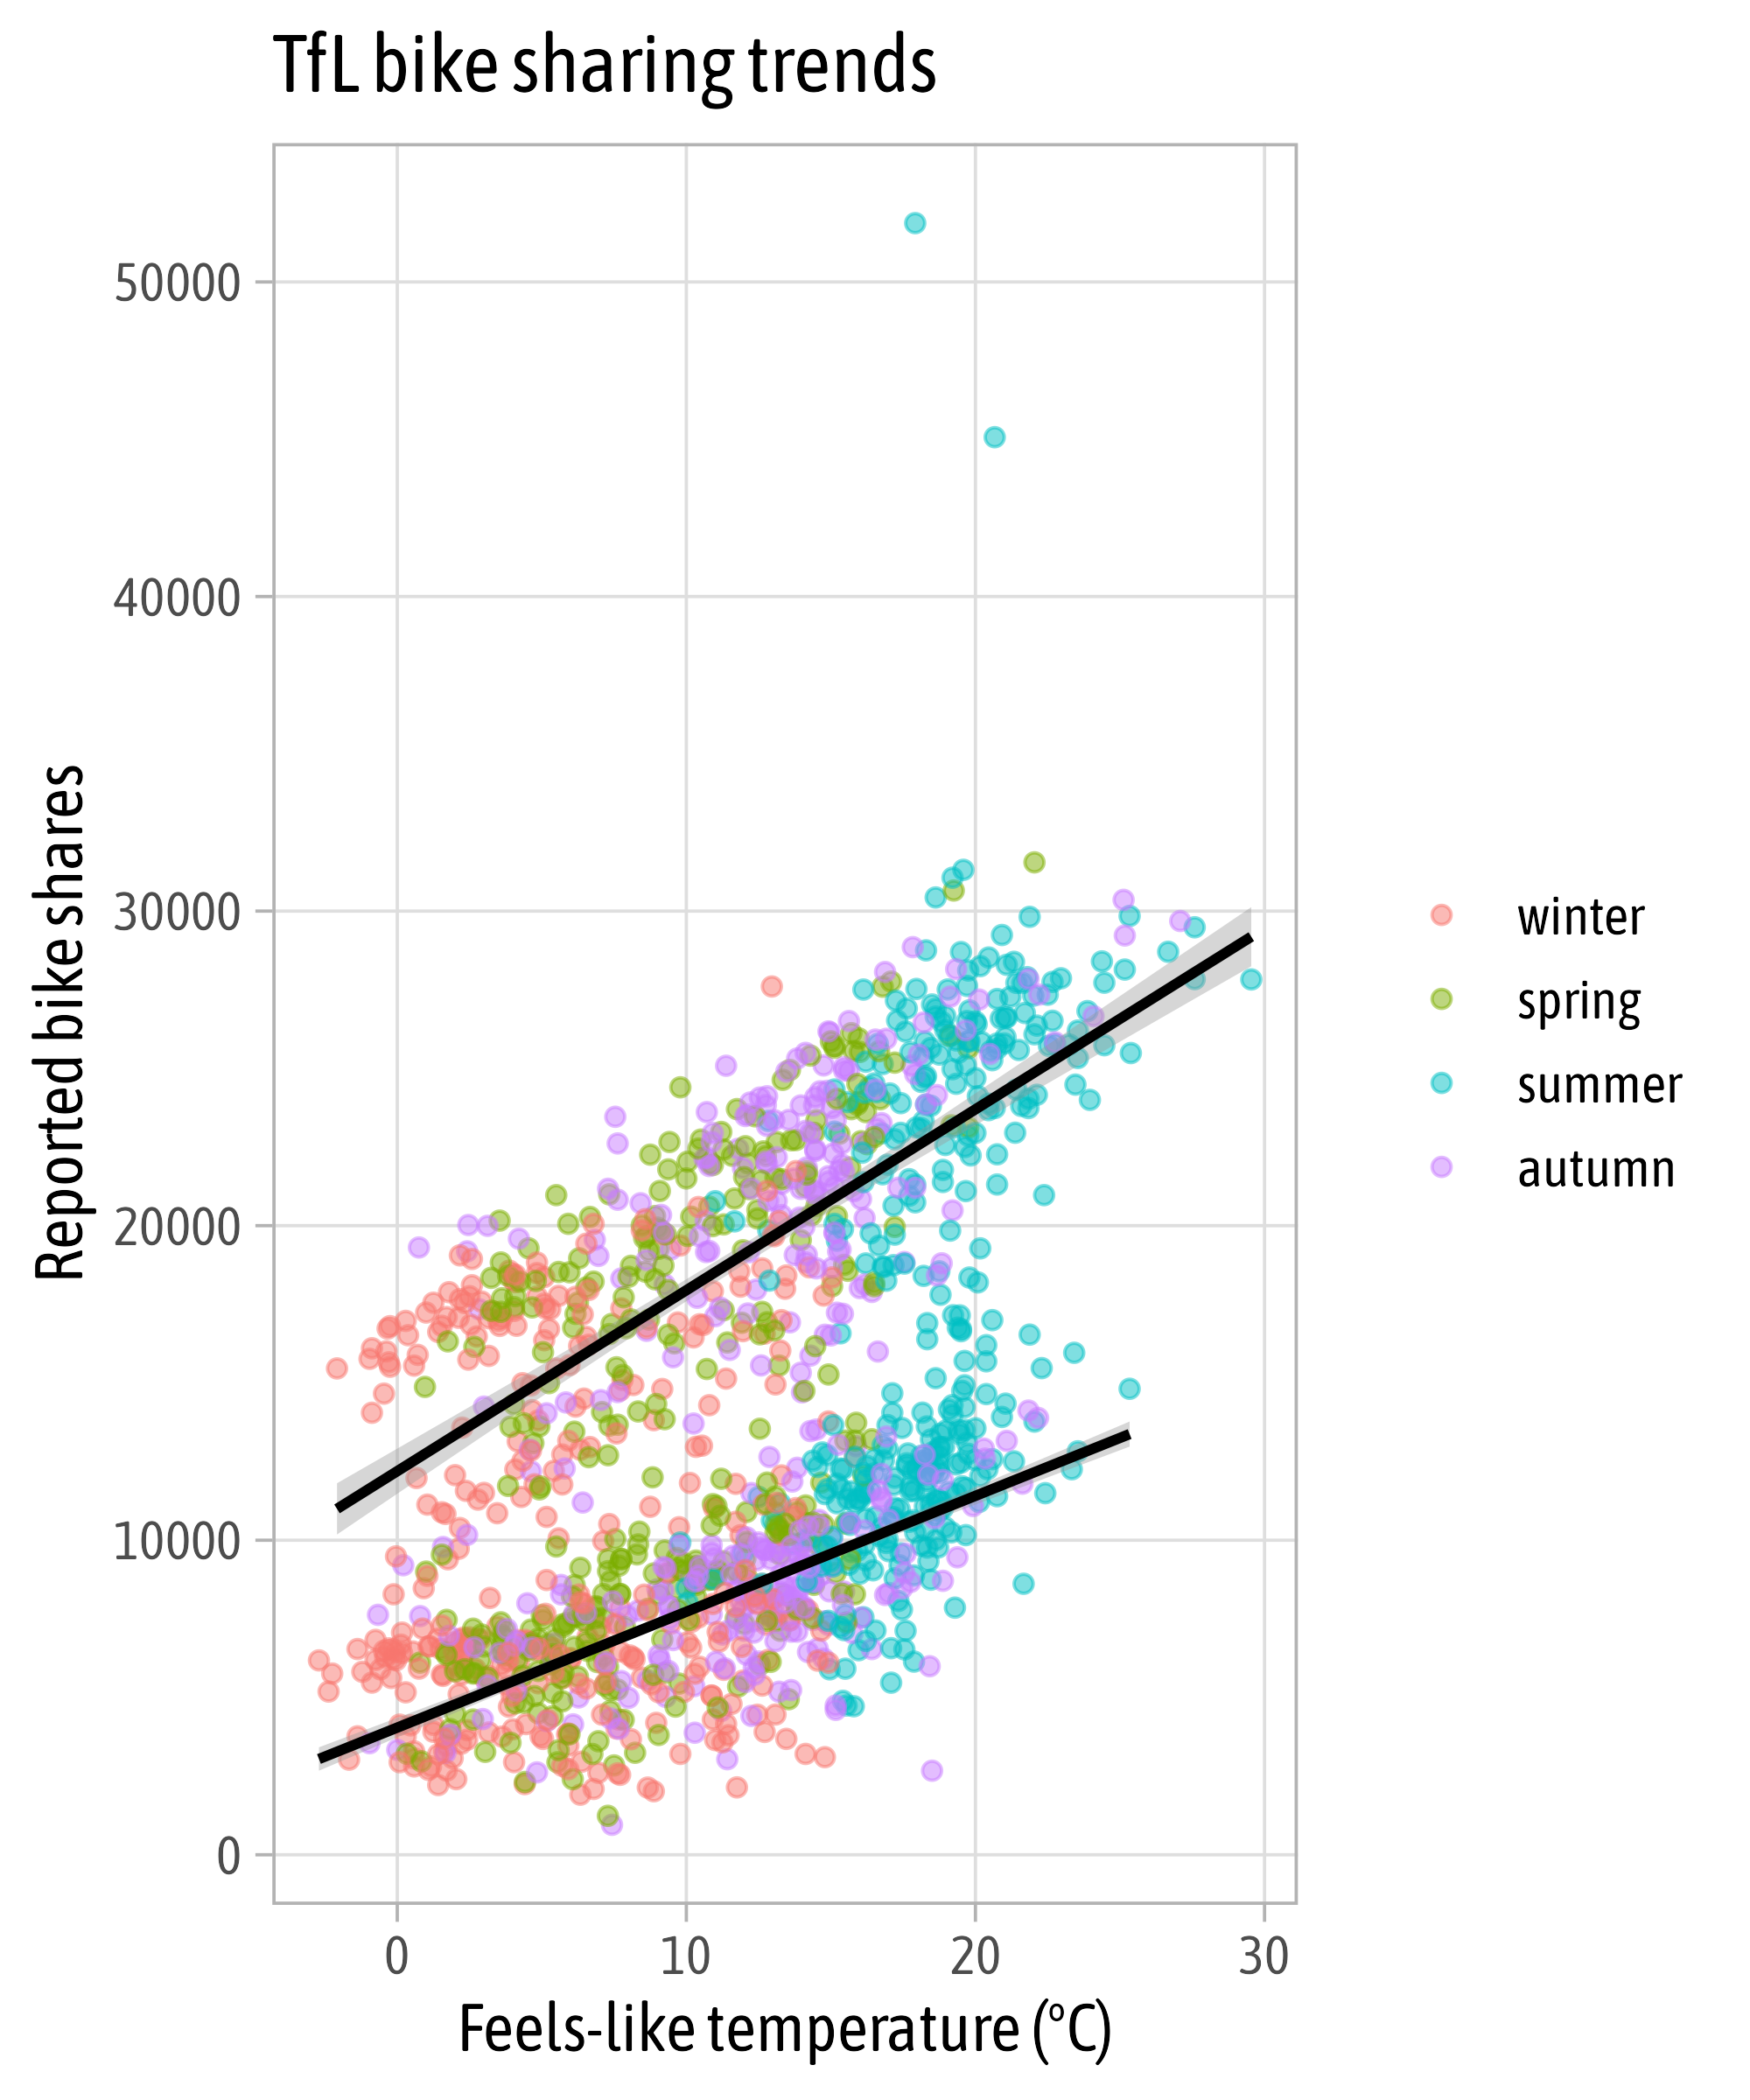 TfL bike sharing trends
Reported bike shares
50000
40000
30000
20000
10000
0
0 10 20 30
Feels-like temperature (°C)
winter
spring
summer
autumn